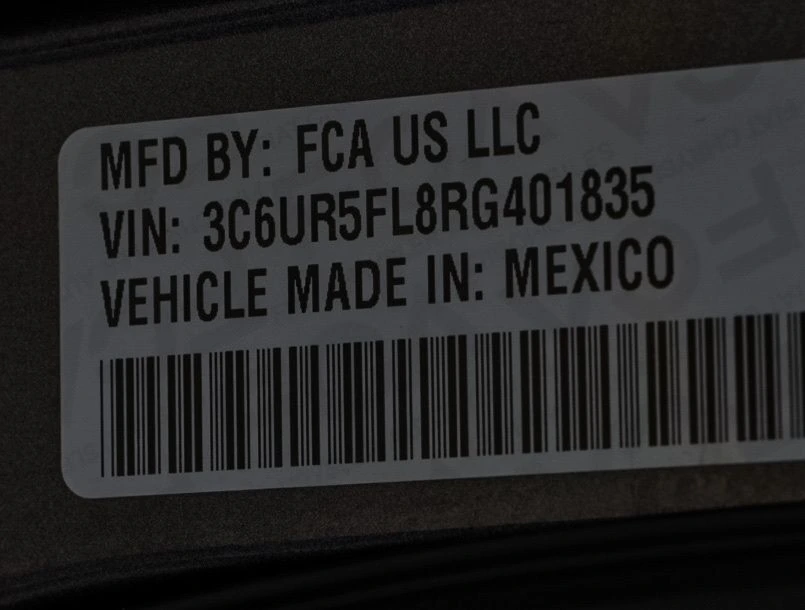 MFD BY: FCA US LLC
VIN: 3C6UR5FL8RG401835
VEHICLE MADE IN: MEXICO